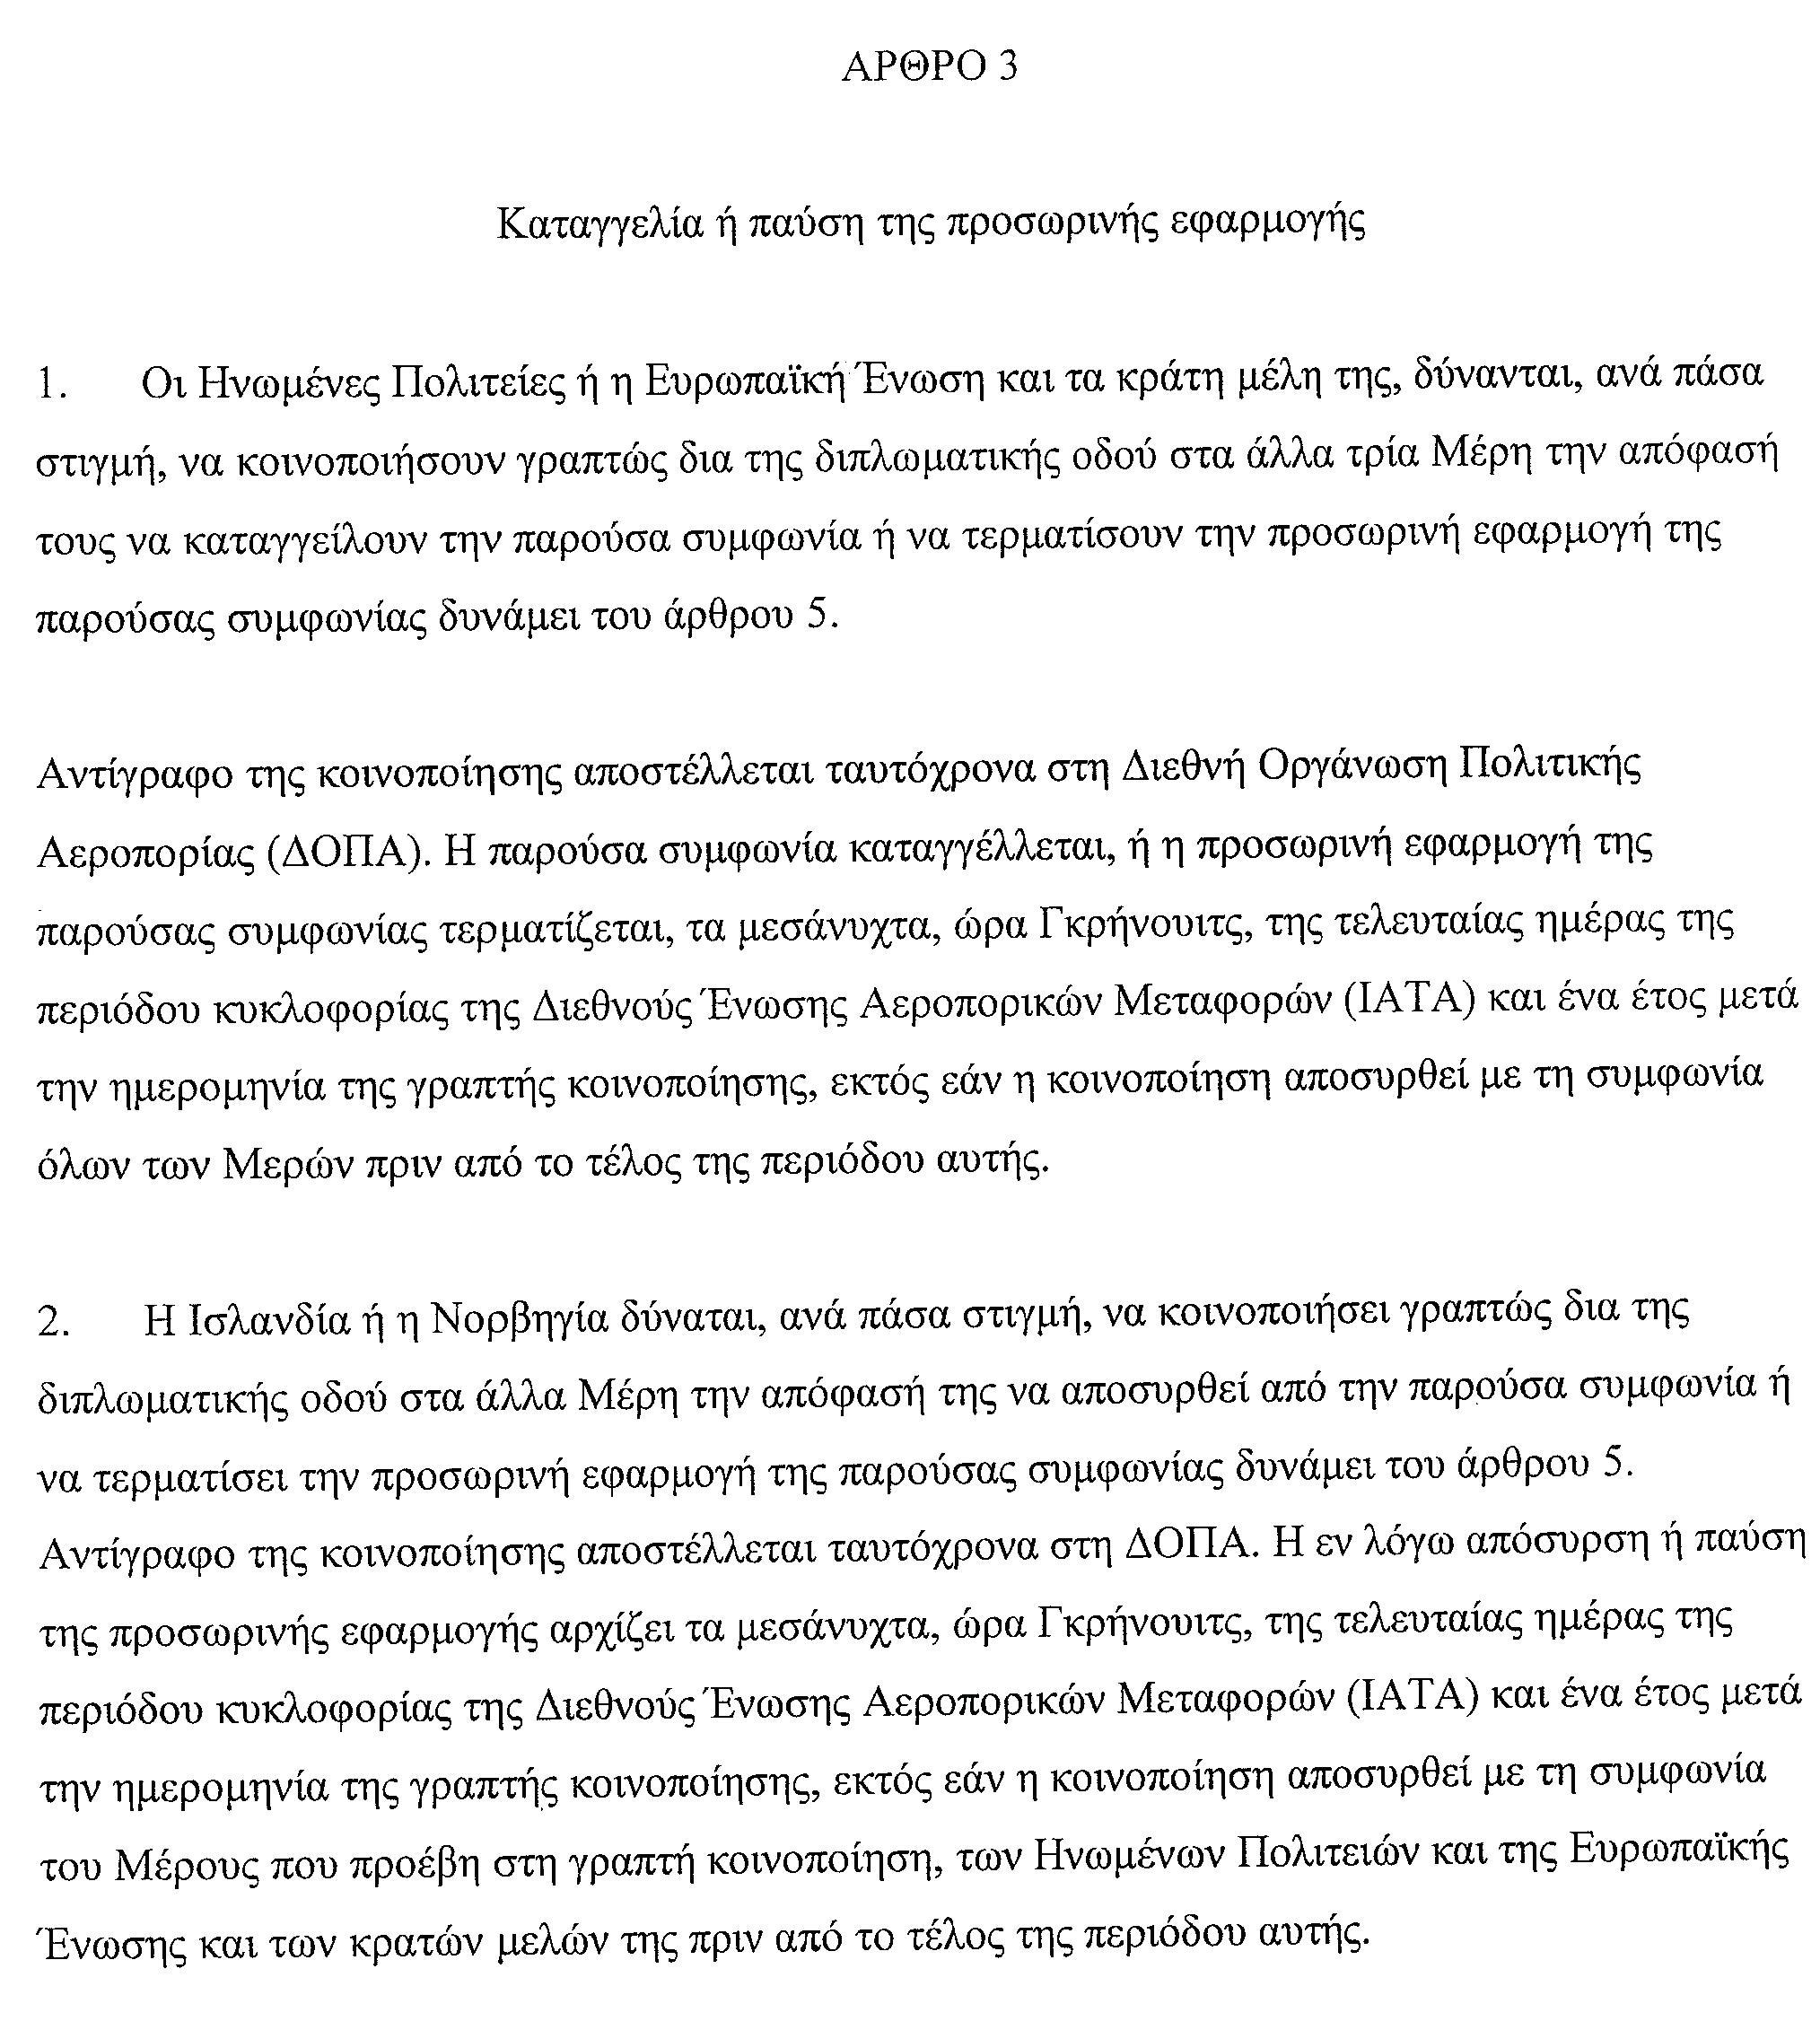 ΑΡΘΡΟ 3
Καταγγελία ή παύση της προσωρινής εφαρμογής
1. Οι Ηνωμένες Πολιτείες ή η Ευρωπαϊκή Ένωση και τα κράτη μέλη της, δύνανται, ανά πάσα
στιγμή, να κοινοποιήσουν γραπτώς δια της διπλωματικής οδού στα άλλα τρία Μέρη την απόφασή
τους να καταγγείλουν την παρούσα συμφωνία ή να τερματίσουν την προσωρινή εφαρμογή της
παρούσας συμφωνίας δυνάμει του άρθρου 5.
Αντίγραφο της κοινοποίησης αποστέλλεται ταυτόχρονα στη Διεθνή Οργάνωση Πολιτικής
Αεροπορίας (ΔΟΠΑ). Η παρούσα συμφωνία καταγγέλλεται, ή η προσωρινή εφαρμογή της
παρούσας συμφωνίας τερματίζεται, τα μεσάνυχτα, ώρα Γκρήνουιτς, της τελευταίας ημέρας της
περιόδου κυκλοφορίας της Διεθνούς Ένωσης Αεροπορικών Μεταφορών (ΙΑΤΑ) και ένα έτος μετά
την ημερομηνία της γραπτής κοινοποίησης, εκτός εάν η κοινοποίηση αποσυρθεί με τη συμφωνία
όλων των Μερών πριν από το τέλος της περιόδου αυτής.
2. Η Ισλανδία ή η Νορβηγία δύναται, ανά πάσα στιγμή, να κοινοποιήσει γραπτώς δια της
διπλωματικής οδού στα άλλα Μέρη την απόφασή της να αποσυρθεί από την παρούσα συμφωνία ή
να τερματίσει την προσωρινή εφαρμογή της παρούσας συμφωνίας δυνάμει του άρθρου 5.
Αντίγραφο της κοινοποίησης αποστέλλεται ταυτόχρονα στη ΔΟΠΑ. Η εν λόγω απόσυρση ή παύση
της προσωρινής εφαρμογής αρχίζει τα μεσάνυχτα, ώρα Γκρήνουιτς, της τελευταίας ημέρας της
περιόδου κυκλοφορίας της Διεθνούς Ένωσης Αεροπορικών Μεταφορών (ΙΑΤΑ) και ένα έτος μετά
την ημερομηνία της γραπτής κοινοποίησης, εκτός εάν η κοινοποίηση αποσυρθεί με τη συμφωνία
του Μέρους που προέβη στη γραπτή κοινοποίηση, των Ηνωμένων Πολιτειών και της Ευρωπαϊκής
Ένωσης και των κρατών μελών της πριν από το τέλος της περιόδου αυτής.